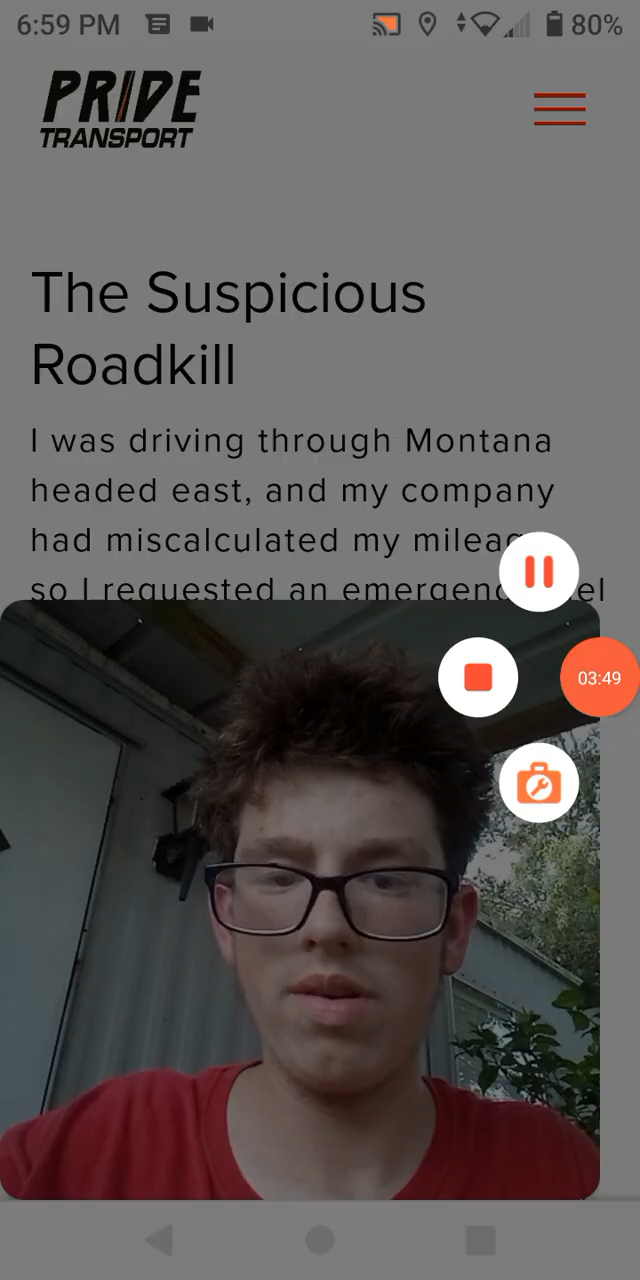 6:59 PM
80%
PRIDE
TRANSPORT
The Suspicious
Roadkill
I was driving through Montana
headed east, and my company
had miscalculated my
so I requested an
03:49